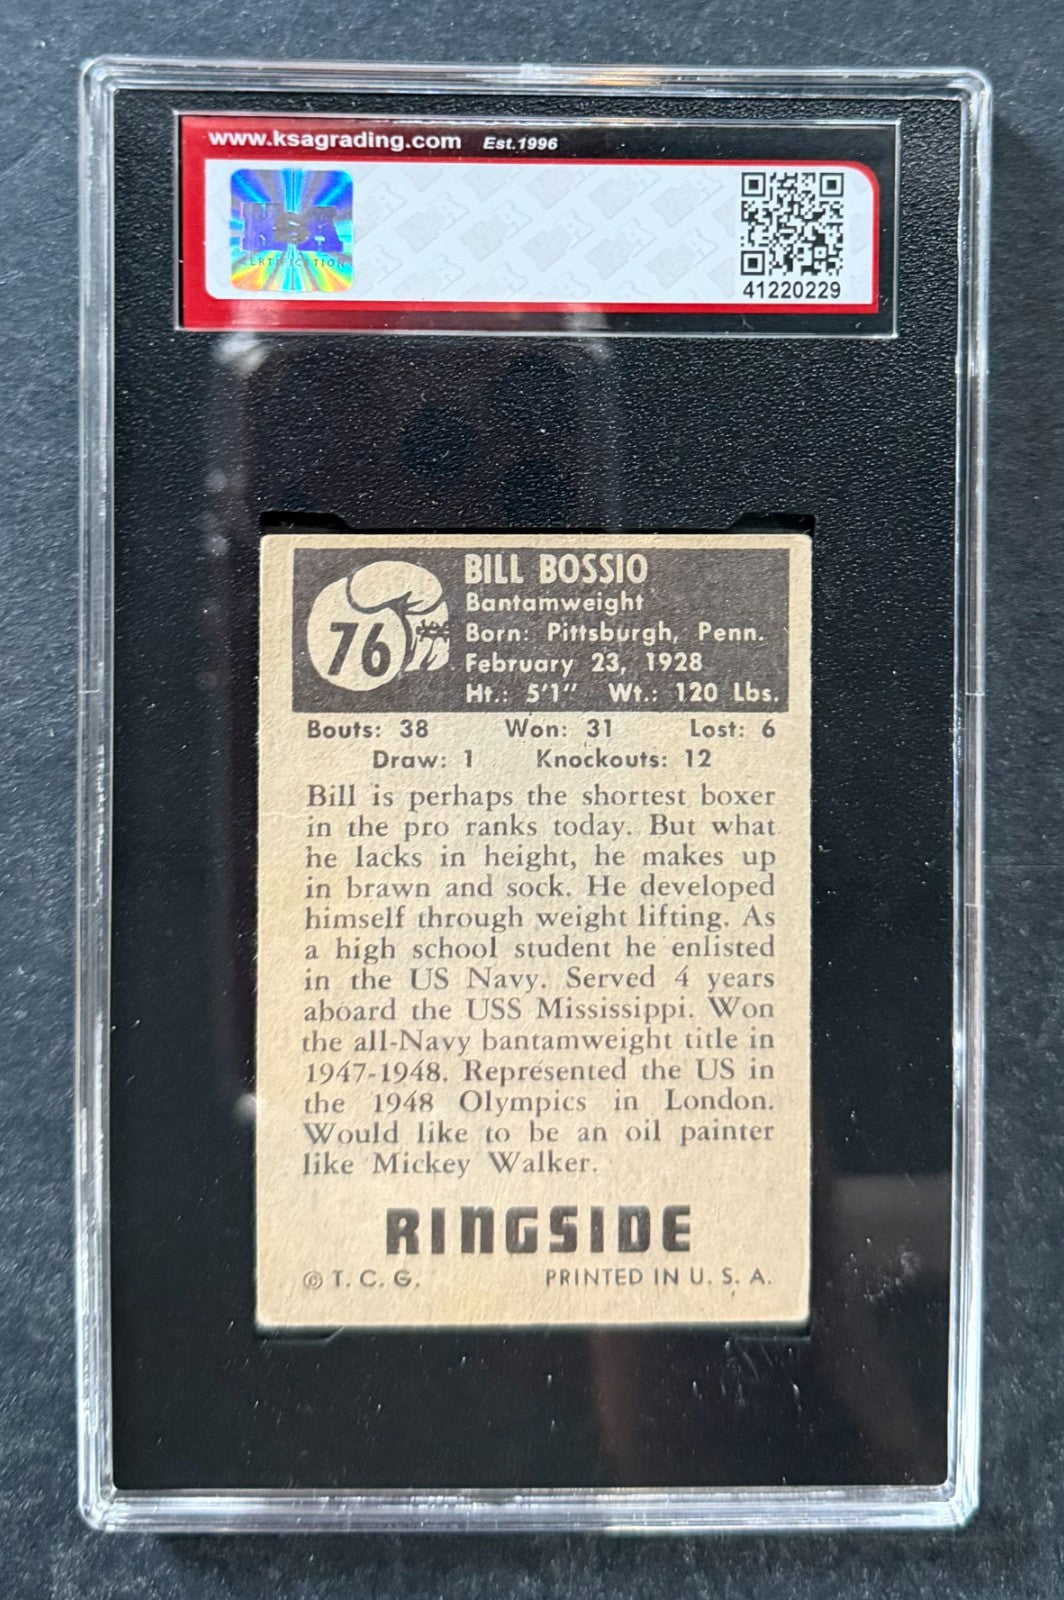 www.ksagrading.com Est.1996
KSA
CERTIFICATION
41220229
76
BILL BOSSIO
Bantamweight
Born: Pittsburgh, Penn.
February 23, 1928
Ht.: 5'1" Wt.: 120 Lbs.
Bouts: 38 Won: 31 Lost: 6
Draw: 1 Knockouts: 12
Bill is perhaps the shortest boxer
in the pro ranks today. But what
he lacks in height, he makes up
in brawn and sock. He developed
himself through weight lifting. As
a high school student he enlisted
in the US Navy. Served 4 years
aboard the USS Mississippi. Won
the all-Navy bantamweight title in
1947-1948. Represented the US in
the 1948 Olympics in London.
Would like to be an oil painter
like Mickey Walker.
RINGSIDE
© T. C. G. PRINTED IN U. S. A.